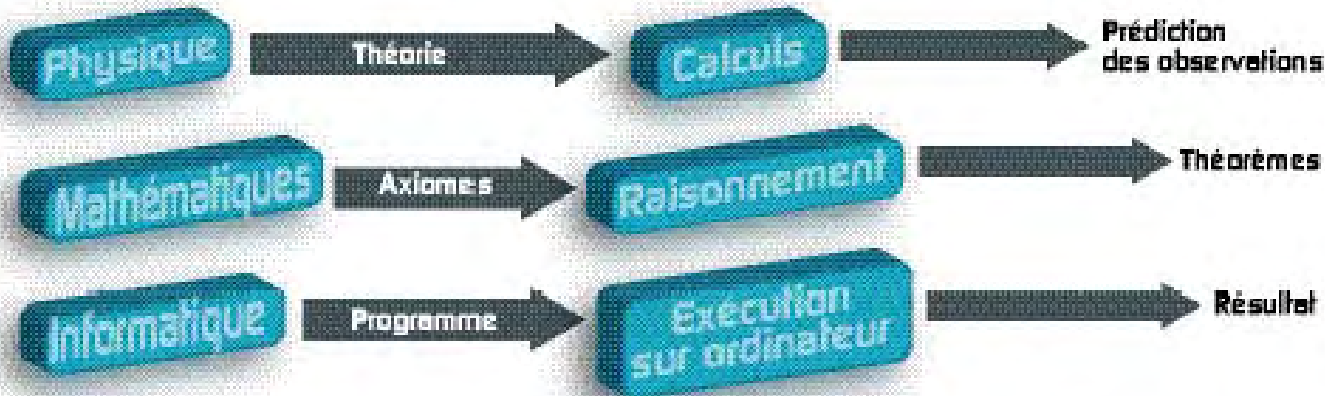 Physique
Théorie
Calculs
Prédiction
des observations
Mathématiques
Axiomes
Raisonnement
Théorèmes
Informatique
Programme
Exécution
sur ordinateur
Résultat